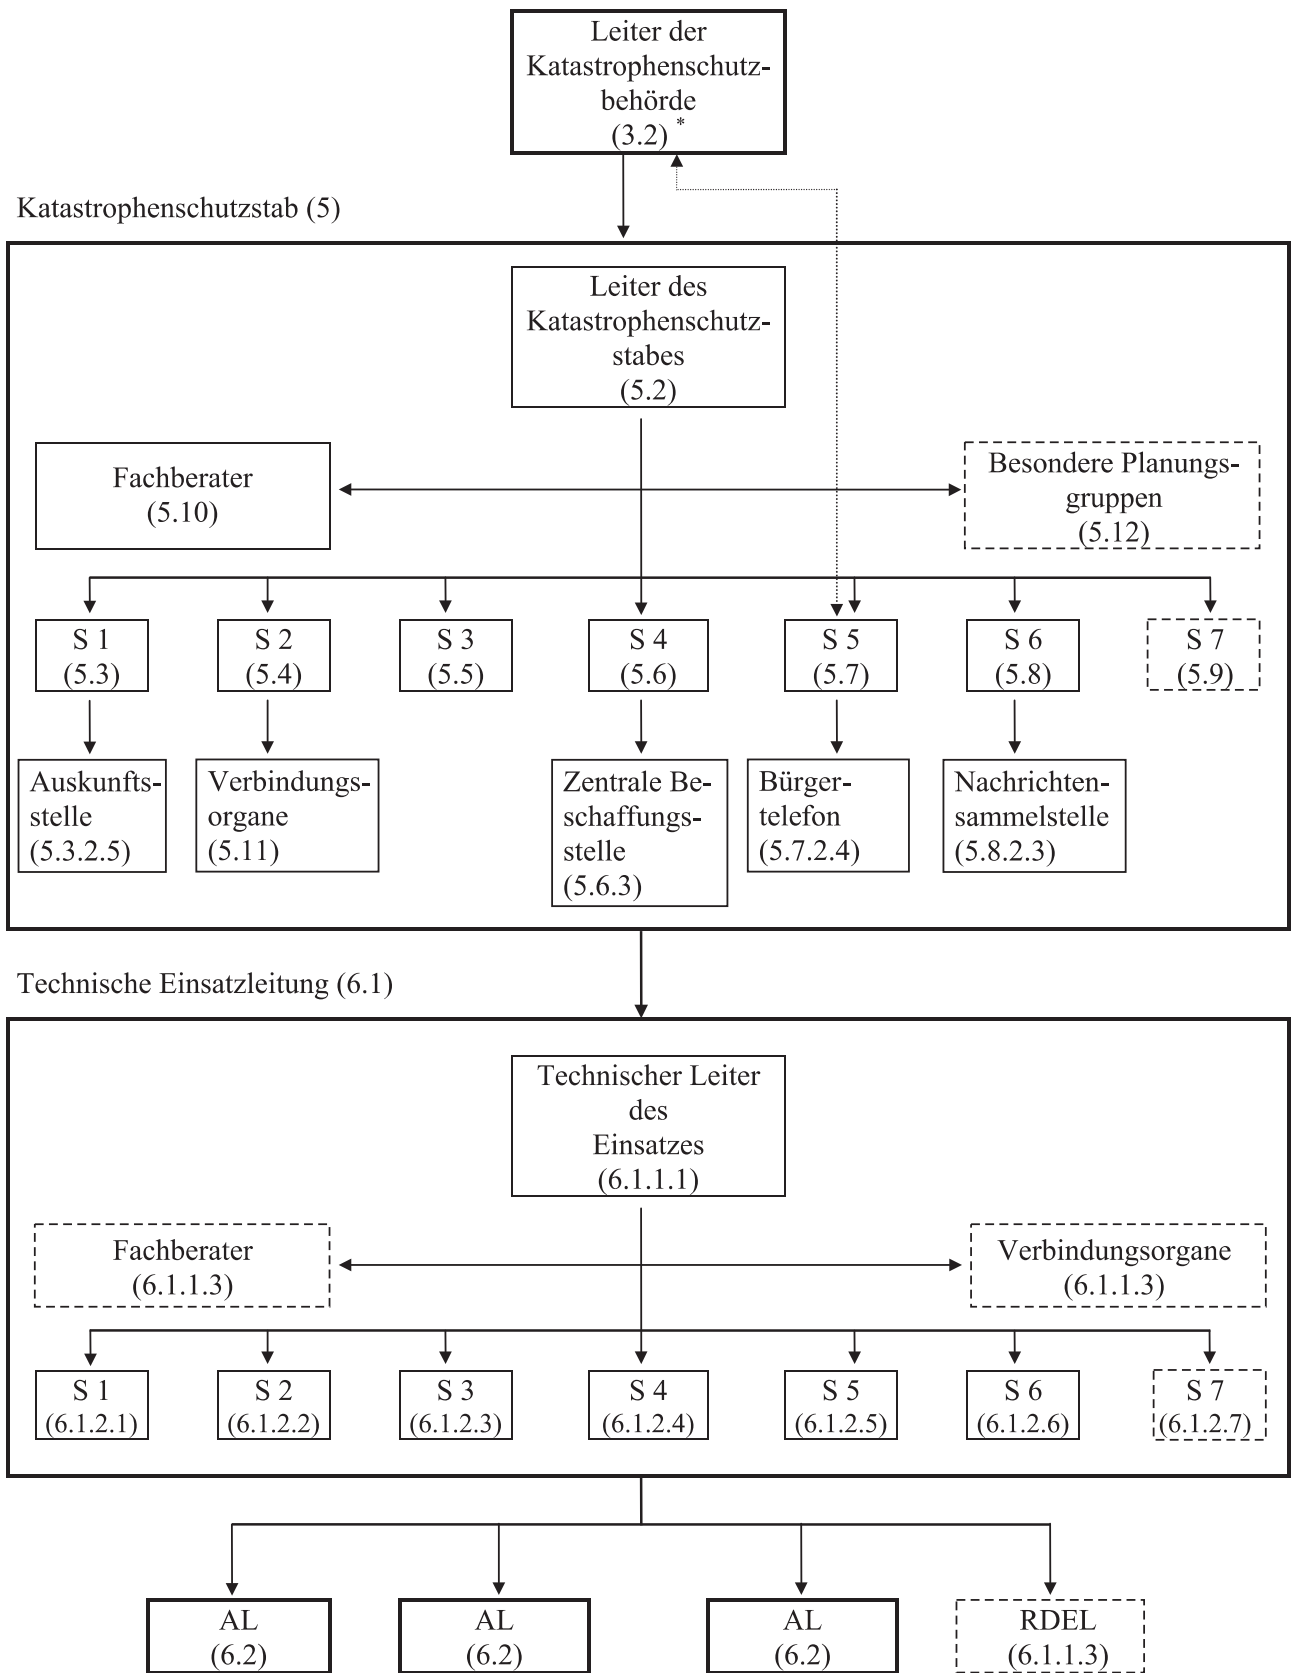 Leiter der
Katastrophenschutz-
behörde
(3.2) *
Katastrophenschutzstab (5)
Leiter des
Katastrophenschutz-
stabes
(5.2)
Fachberater
(5.10)
Besondere Planungs-
gruppen
(5.12)
S 1
(5.3)
S 2
(5.4)
S 3
(5.5)
S 4
(5.6)
S 5
(5.7)
S 6
(5.8)
S 7
(5.9)
Auskunfts-
stelle
(5.3.2.5)
Verbindungs-
organe
(5.11)
Zentrale Be-
schaffungs-
stelle
(5.6.3)
Bürger-
telefon
(5.7.2.4)
Nachrichten-
sammelstelle
(5.8.2.3)
Technische Einsatzleitung (6.1)
Technischer Leiter
des
Einsatzes
(6.1.1.1)
Fachberater
(6.1.1.3)
Verbindungsorgane
(6.1.1.3)
S 1
(6.1.2.1)
S 2
(6.1.2.2)
S 3
(6.1.2.3)
S 4
(6.1.2.4)
S 5
(6.1.2.5)
S 6
(6.1.2.6)
S 7
(6.1.2.7)
AL
(6.2)
AL
(6.2)
AL
(6.2)
RDEL
(6.1.1.3)